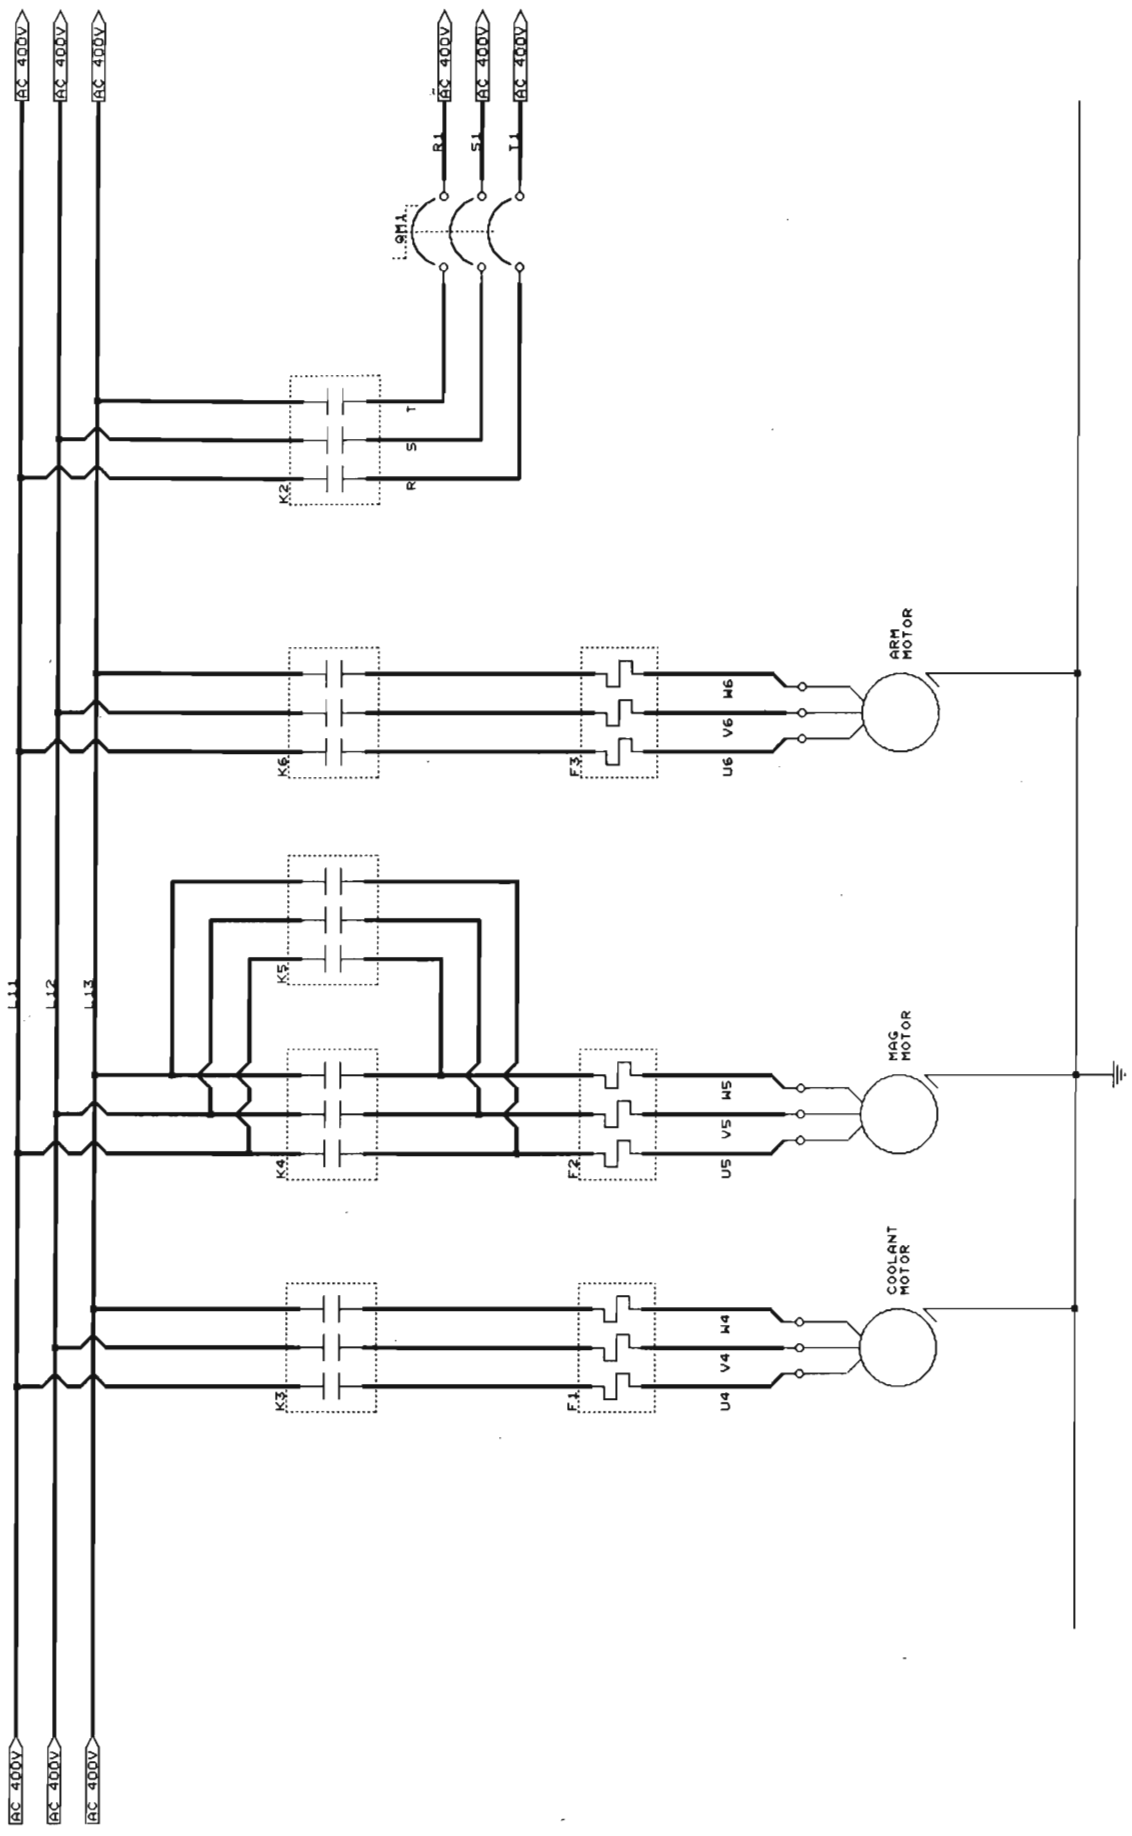 AC 400V
AC 400V
AC 400V
AC 400V
AC 400V
AC 400V
R1
S1
T1
QM1
T
S
R
K2
ARM
MOTOR
W6
V6
U6
K6
F3
K5
L11
L12
L13
MAG
MOTOR
W5
V5
U5
K4
F2
COOLANT
MOTOR
W4
V4
U4
K3
F1
AC 400V
AC 400V
AC 400V